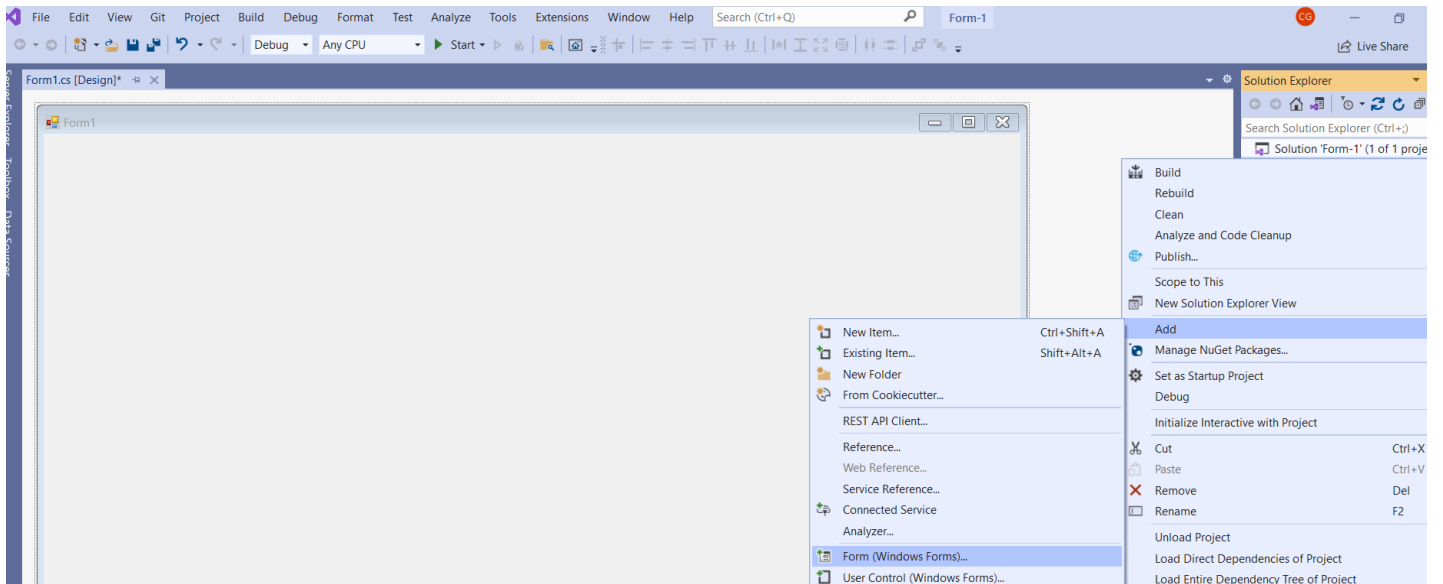 File Edit View Git Project Build Debug Format Test Analyze Tools Extensions Window Help Search (Ctrl+Q) Form-1 CG
Debug Any CPU Start Live Share
Form1.cs [Design]* Solution Explorer
Search Solution Explorer (Ctrl+;)
Solution 'Form-1' (1 of 1 proje
Server Explorer
Toolbox
Data Sources
Form1
Build
Rebuild
Clean
Analyze and Code Cleanup
Publish...
Scope to This
New Solution Explorer View
Add
Manage NuGet Packages...
Set as Startup Project
Debug
Initialize Interactive with Project
Cut Ctrl+X
Paste Ctrl+V
Remove Del
Rename F2
Unload Project
Load Direct Dependencies of Project
Load Entire Dependency Tree of Project
New Item... Ctrl+Shift+A
Existing Item... Shift+Alt+A
New Folder
From Cookiecutter...
REST API Client...
Reference...
Web Reference...
Service Reference...
Connected Service
Analyzer...
Form (Windows Forms)...
User Control (Windows Forms)...